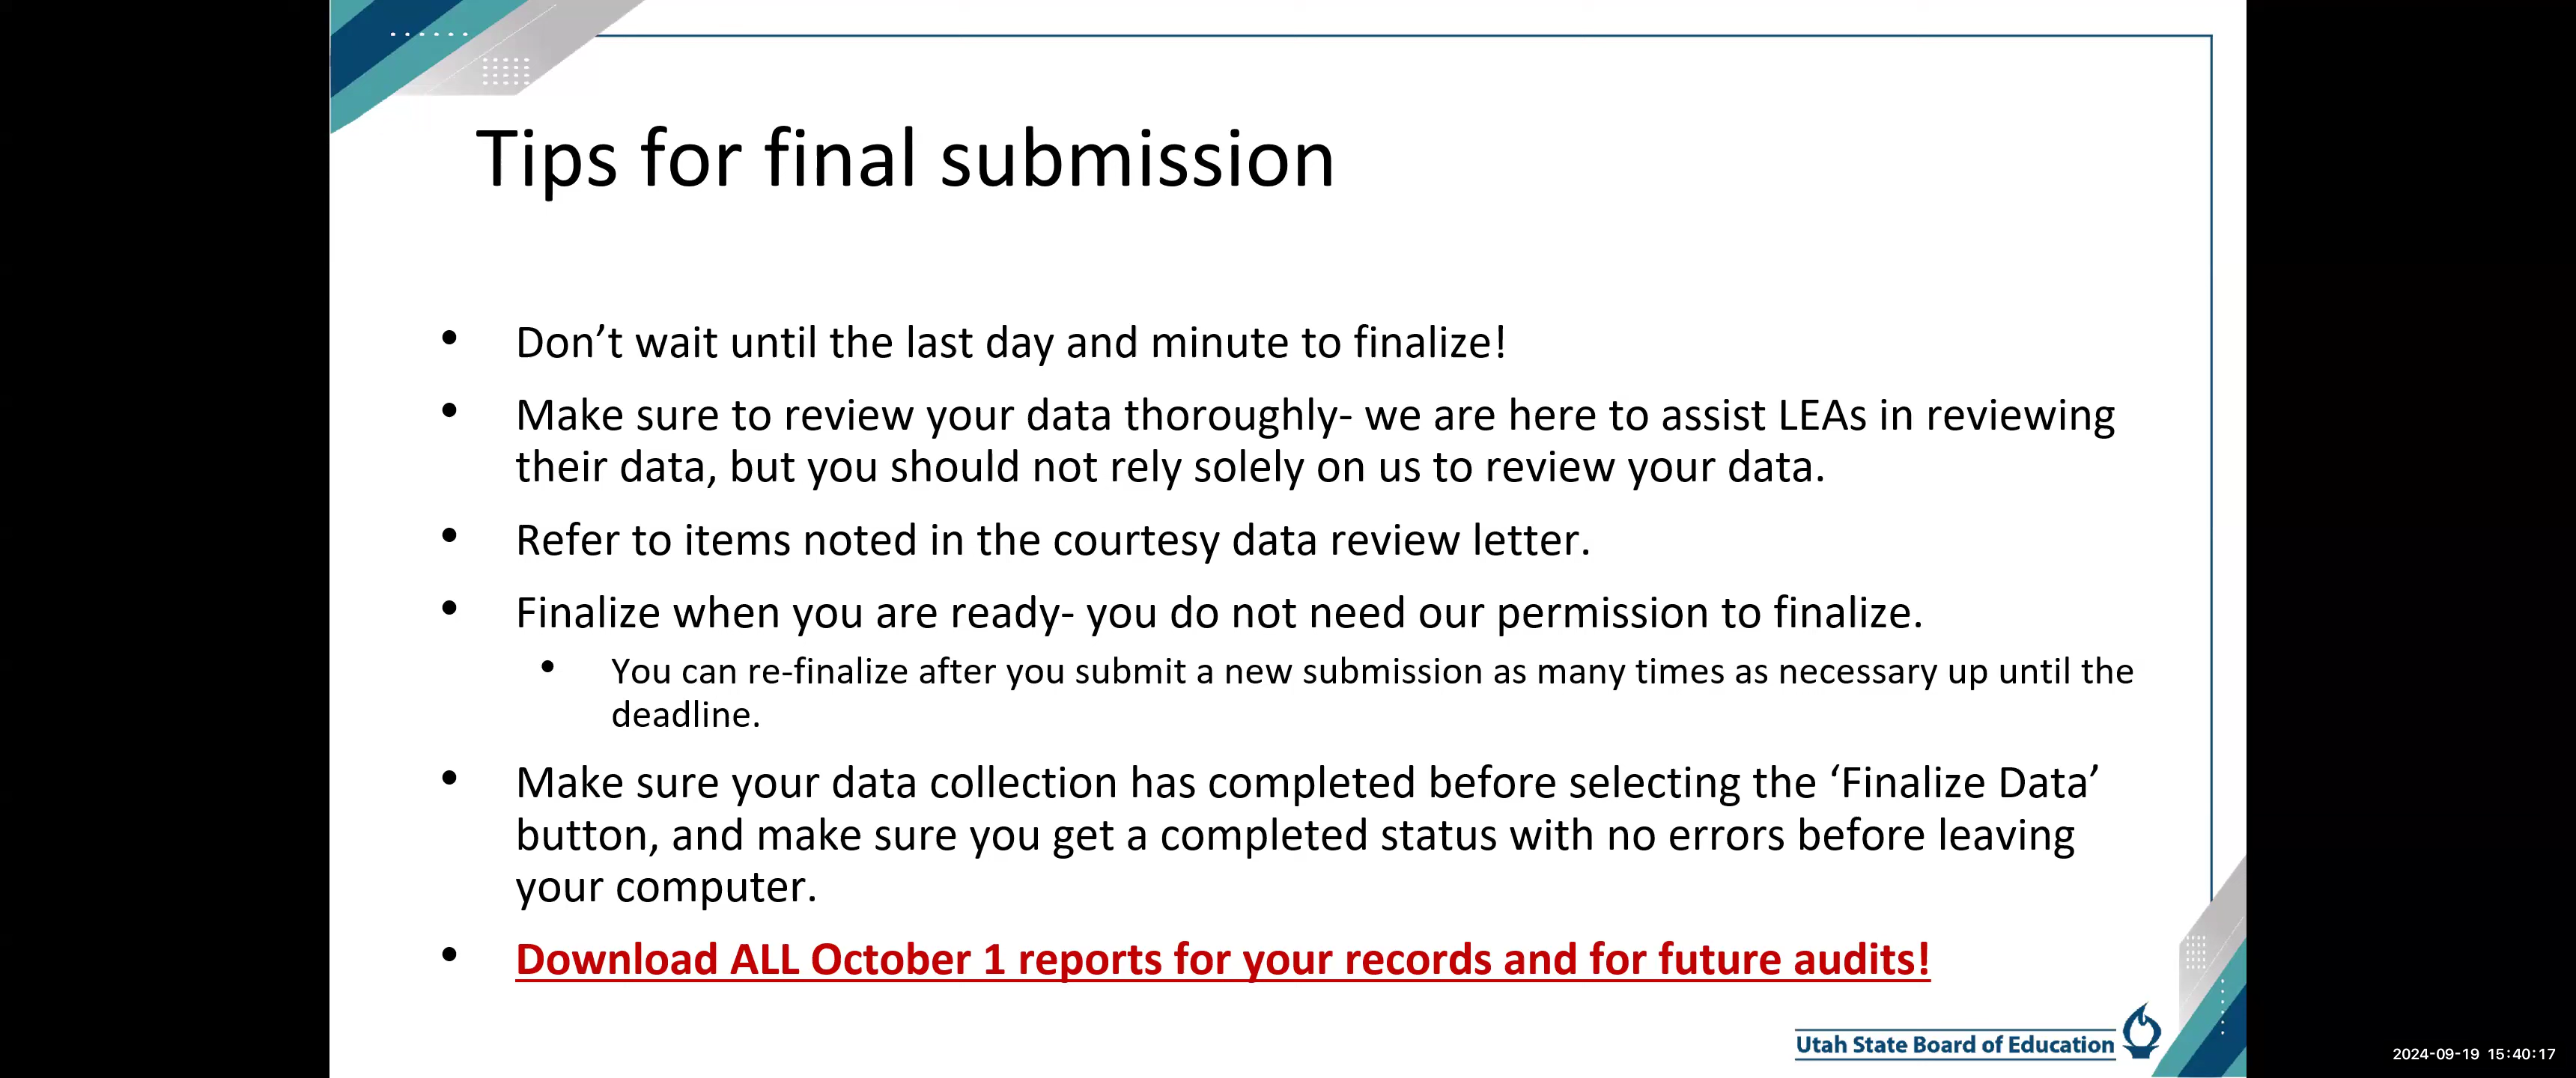 Tips for final submission
• Don’t wait until the last day and minute to finalize!
• Make sure to review your data thoroughly- we are here to assist LEAs in reviewing
their data, but you should not rely solely on us to review your data.
• Refer to items noted in the courtesy data review letter.
• Finalize when you are ready- you do not need our permission to finalize.
• You can re-finalize after you submit a new submission as many times as necessary up until the
deadline.
• Make sure your data collection has completed before selecting the ‘Finalize Data’
button, and make sure you get a completed status with no errors before leaving
your computer.
• Download ALL October 1 reports for your records and for future audits!
Utah State Board of Education
2024-09-19 15:40:17